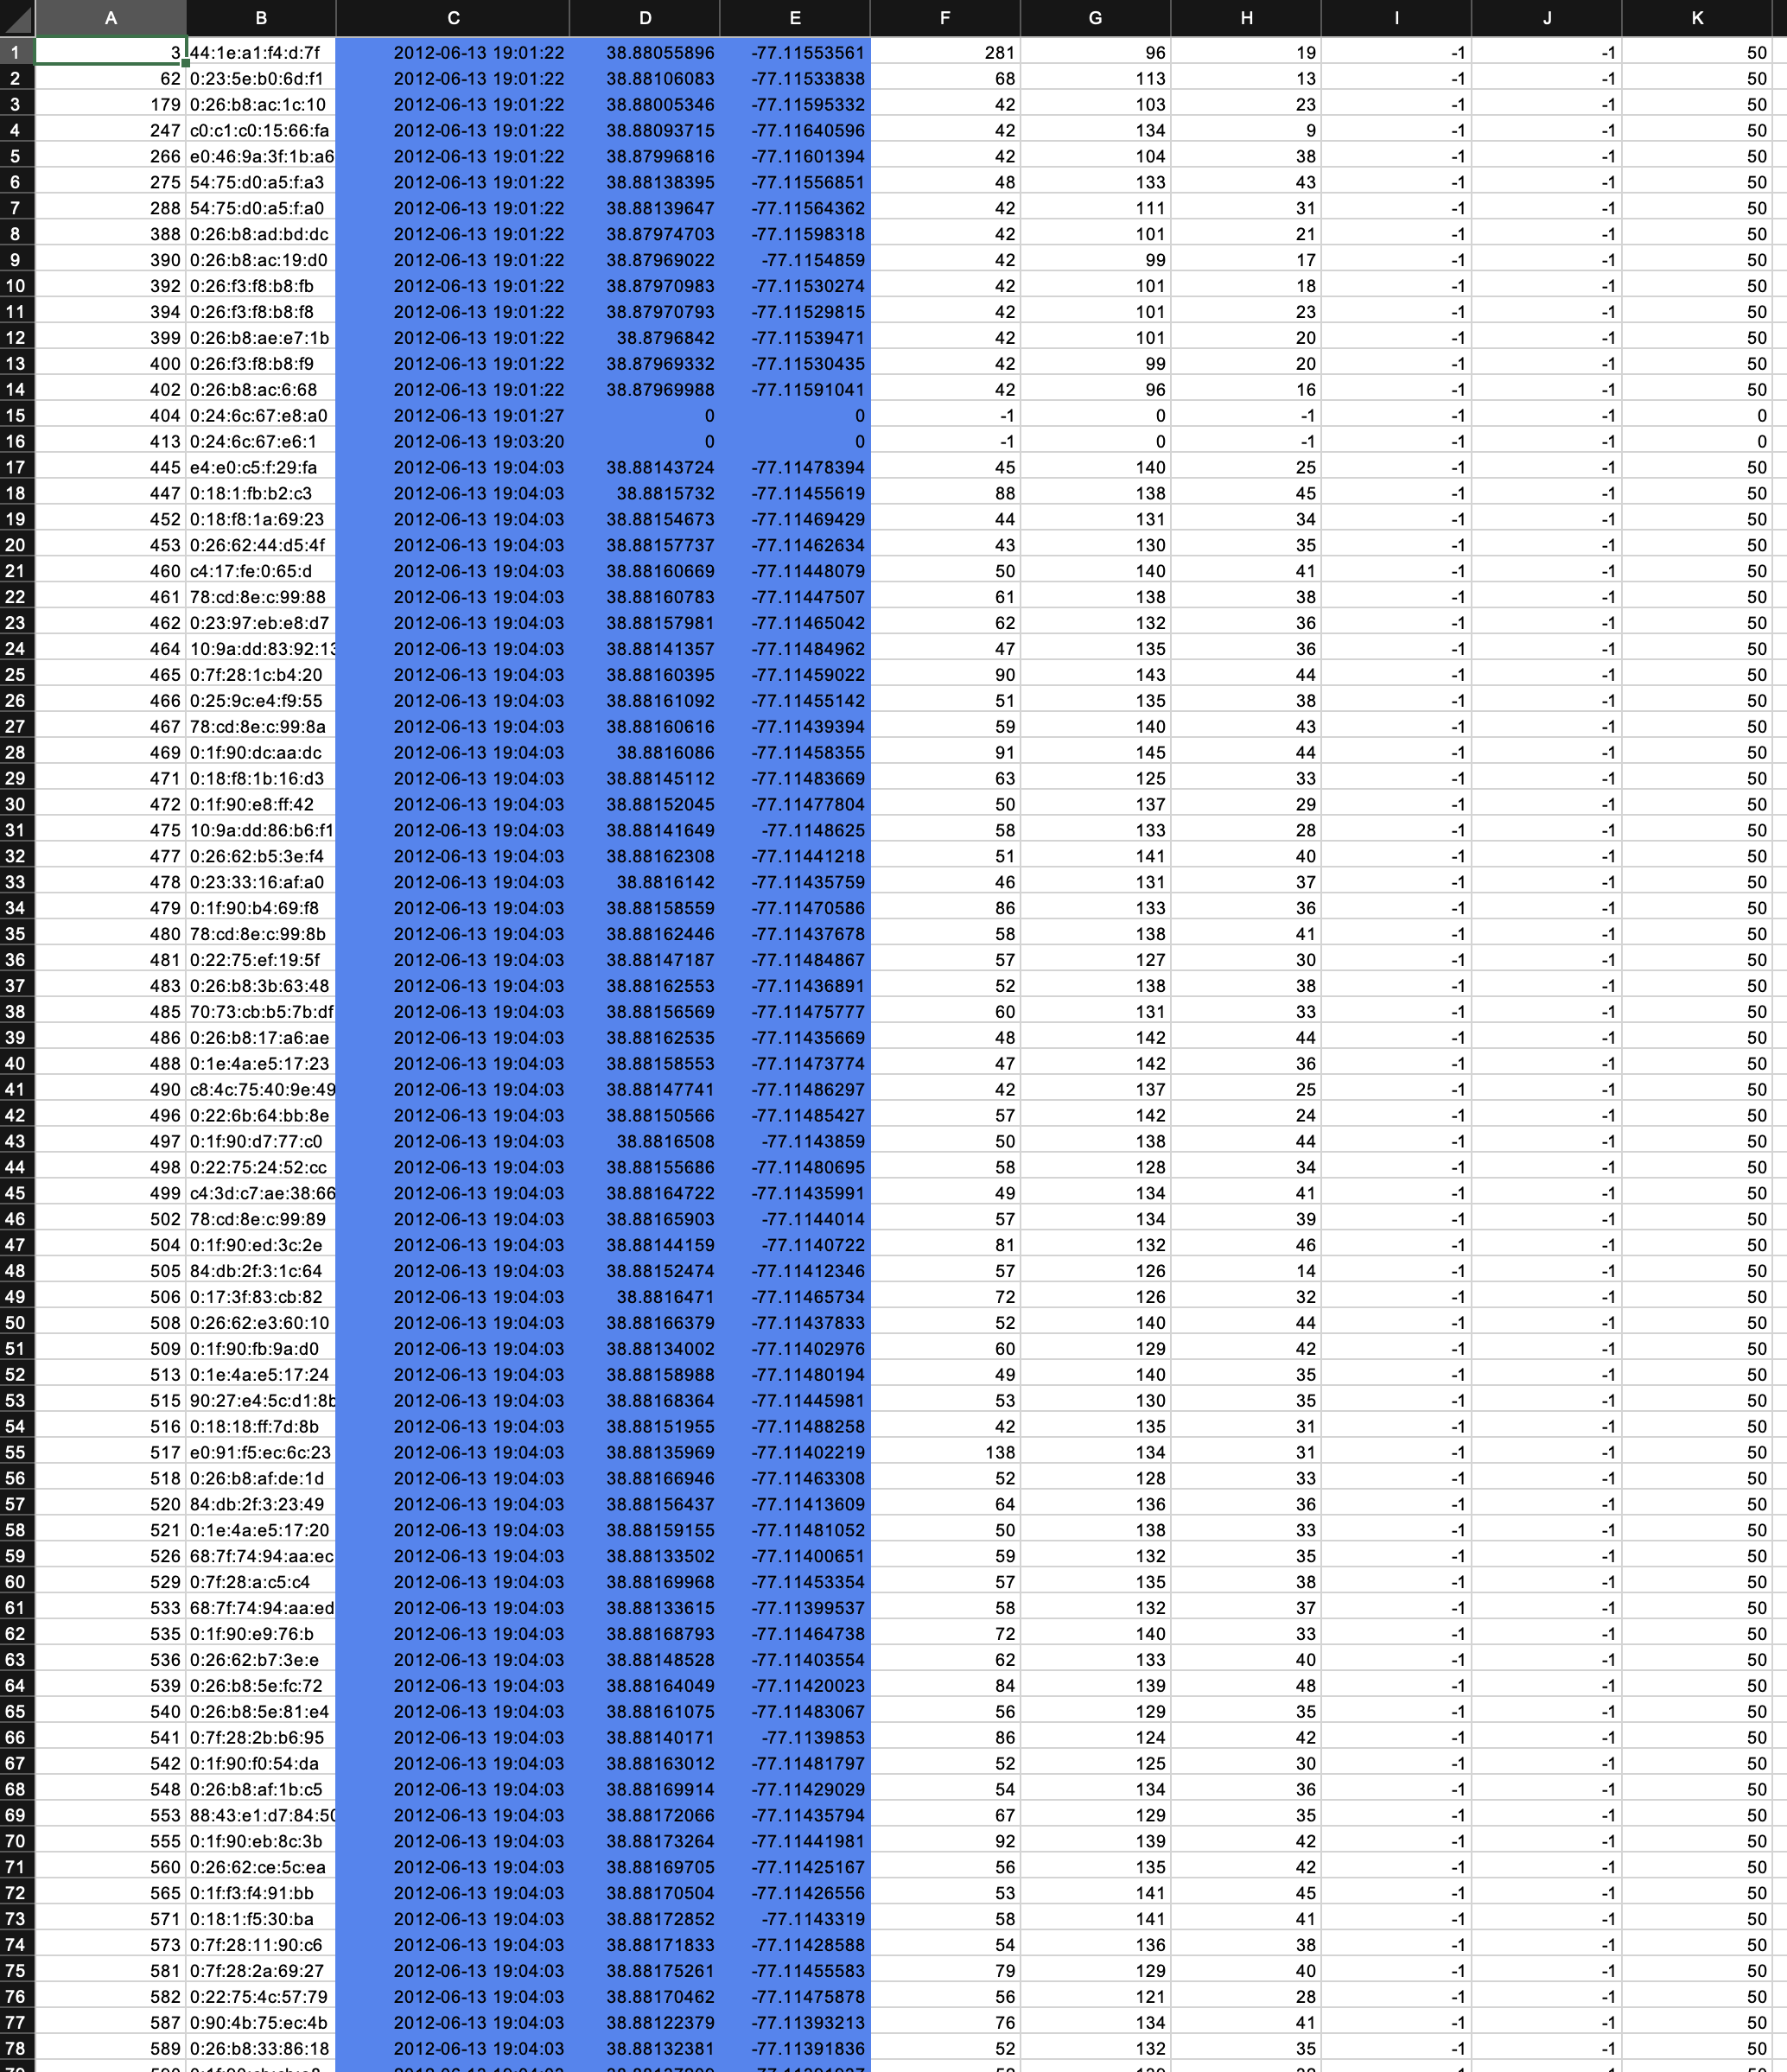 A B C D E F G H I J K
1 3 44:1e:a1:f4:d:7f 2012-06-13 19:01:22 38.88055896 -77.11553561 281 96 19 -1 -1 50
2 62 0:23:5e:b0:6d:f1 2012-06-13 19:01:22 38.88106083 -77.11533838 68 113 13 -1 -1 50
3 179 0:26:b8:ac:1c:10 2012-06-13 19:01:22 38.88005346 -77.11595332 42 103 23 -1 -1 50
4 247 c0:c1:c0:15:66:fa 2012-06-13 19:01:22 38.88093715 -77.11640596 42 134 9 -1 -1 50
5 266 e0:46:9a:3f:1b:a6 2012-06-13 19:01:22 38.87996816 -77.11601394 42 104 38 -1 -1 50
6 275 54:75:d0:a5:f:a3 2012-06-13 19:01:22 38.88138395 -77.11556851 48 133 43 -1 -1 50
7 288 54:75:d0:a5:f:a0 2012-06-13 19:01:22 38.88139647 -77.11564362 42 111 31 -1 -1 50
8 388 0:26:b8:ad:bd:dc 2012-06-13 19:01:22 38.87974703 -77.11598318 42 101 21 -1 -1 50
9 390 0:26:b8:ac:19:d0 2012-06-13 19:01:22 38.87969022 -77.1154859 42 99 17 -1 -1 50
10 392 0:26:f3:f8:b8:fb 2012-06-13 19:01:22 38.87970983 -77.11530274 42 101 18 -1 -1 50
11 394 0:26:f3:f8:b8:f8 2012-06-13 19:01:22 38.87970793 -77.11529815 42 101 23 -1 -1 50
12 399 0:26:b8:ae:e7:1b 2012-06-13 19:01:22 38.8796842 -77.11539471 42 101 20 -1 -1 50
13 400 0:26:f3:f8:b8:f9 2012-06-13 19:01:22 38.87969332 -77.11530435 42 99 20 -1 -1 50
14 402 0:26:b8:ac:6:68 2012-06-13 19:01:22 38.87969988 -77.11591041 42 96 16 -1 -1 50
15 404 0:24:6c:67:e8:a0 2012-06-13 19:01:27 0 0 -1 0 -1 -1 -1 0
16 413 0:24:6c:67:e6:1 2012-06-13 19:03:20 0 0 -1 0 -1 -1 -1 0
17 445 e4:e0:c5:f:29:fa 2012-06-13 19:04:03 38.88143724 -77.11478394 45 140 25 -1 -1 50
18 447 0:18:1:fb:b2:c3 2012-06-13 19:04:03 38.8815732 -77.11455619 88 138 45 -1 -1 50
19 452 0:18:f8:1a:69:23 2012-06-13 19:04:03 38.88154673 -77.11469429 44 131 34 -1 -1 50
20 453 0:26:62:44:d5:4f 2012-06-13 19:04:03 38.88157737 -77.11462634 43 130 35 -1 -1 50
21 460 c4:17:fe:0:65:d 2012-06-13 19:04:03 38.88160669 -77.11448079 50 140 41 -1 -1 50
22 461 78:cd:8e:c:99:88 2012-06-13 19:04:03 38.88160783 -77.11447507 61 138 38 -1 -1 50
23 462 0:23:97:eb:e8:d7 2012-06-13 19:04:03 38.88157981 -77.11465042 62 132 36 -1 -1 50
24 464 10:9a:dd:83:92:13 2012-06-13 19:04:03 38.88141357 -77.11484962 47 135 36 -1 -1 50
25 465 0:7f:28:1c:b4:20 2012-06-13 19:04:03 38.88160395 -77.11459022 90 143 44 -1 -1 50
26 466 0:25:9c:e4:f9:55 2012-06-13 19:04:03 38.88161092 -77.11455142 51 135 38 -1 -1 50
27 467 78:cd:8e:c:99:8a 2012-06-13 19:04:03 38.88160616 -77.11439394 59 140 43 -1 -1 50
28 469 0:1f:90:dc:aa:dc 2012-06-13 19:04:03 38.8816086 -77.11458355 91 145 44 -1 -1 50
29 471 0:18:f8:1b:16:d3 2012-06-13 19:04:03 38.88145112 -77.11483669 63 125 33 -1 -1 50
30 472 0:1f:90:e8:ff:42 2012-06-13 19:04:03 38.88152045 -77.11477804 50 137 29 -1 -1 50
31 475 10:9a:dd:86:b6:f1 2012-06-13 19:04:03 38.88141649 -77.1148625 58 133 28 -1 -1 50
32 477 0:26:62:b5:3e:f4 2012-06-13 19:04:03 38.88162308 -77.11441218 51 141 40 -1 -1 50
33 478 0:23:33:16:af:a0 2012-06-13 19:04:03 38.8816142 -77.11435759 46 131 37 -1 -1 50
34 479 0:1f:90:b4:69:f8 2012-06-13 19:04:03 38.88158559 -77.11470586 86 133 36 -1 -1 50
35 480 78:cd:8e:c:99:8b 2012-06-13 19:04:03 38.88162446 -77.11437678 58 138 41 -1 -1 50
36 481 0:22:75:ef:19:5f 2012-06-13 19:04:03 38.88147187 -77.11484867 57 127 30 -1 -1 50
37 483 0:26:b8:3b:63:48 2012-06-13 19:04:03 38.88162553 -77.11436891 52 138 38 -1 -1 50
38 485 70:73:cb:b5:7b:df 2012-06-13 19:04:03 38.88156569 -77.11475777 60 131 33 -1 -1 50
39 486 0:26:b8:17:a6:ae 2012-06-13 19:04:03 38.88162535 -77.11435669 48 142 44 -1 -1 50
40 488 0:1e:4a:e5:17:23 2012-06-13 19:04:03 38.88158553 -77.11473774 47 142 36 -1 -1 50
41 490 c8:4c:75:40:9e:49 2012-06-13 19:04:03 38.88147741 -77.11486297 42 137 25 -1 -1 50
42 496 0:22:6b:64:bb:8e 2012-06-13 19:04:03 38.88150566 -77.11485427 57 142 24 -1 -1 50
43 497 0:1f:90:d7:77:c0 2012-06-13 19:04:03 38.8816508 -77.1143859 50 138 44 -1 -1 50
44 498 0:22:75:24:52:cc 2012-06-13 19:04:03 38.88155686 -77.11480695 58 128 34 -1 -1 50
45 499 c4:3d:c7:ae:38:66 2012-06-13 19:04:03 38.88164722 -77.11435991 49 134 41 -1 -1 50
46 502 78:cd:8e:c:99:89 2012-06-13 19:04:03 38.88165903 -77.1144014 57 134 39 -1 -1 50
47 504 0:1f:90:ed:3c:2e 2012-06-13 19:04:03 38.88144159 -77.1140722 81 132 46 -1 -1 50
48 505 84:db:2f:3:1c:64 2012-06-13 19:04:03 38.88152474 -77.11412346 57 126 14 -1 -1 50
49 506 0:17:3f:83:cb:82 2012-06-13 19:04:03 38.8816471 -77.11465734 72 126 32 -1 -1 50
50 508 0:26:62:e3:60:10 2012-06-13 19:04:03 38.88166379 -77.11437833 52 140 44 -1 -1 50
51 509 0:1f:90:fb:9a:d0 2012-06-13 19:04:03 38.88134002 -77.11402976 60 129 42 -1 -1 50
52 513 0:1e:4a:e5:17:24 2012-06-13 19:04:03 38.88158988 -77.11480194 49 140 35 -1 -1 50
53 515 90:27:e4:5c:d1:8b 2012-06-13 19:04:03 38.88168364 -77.11445981 53 130 35 -1 -1 50
54 516 0:18:18:ff:7d:8b 2012-06-13 19:04:03 38.88151955 -77.11488258 42 135 31 -1 -1 50
55 517 e0:91:f5:ec:6c:23 2012-06-13 19:04:03 38.88135969 -77.11402219 138 134 31 -1 -1 50
56 518 0:26:b8:af:de:1d 2012-06-13 19:04:03 38.88166946 -77.11463308 52 128 33 -1 -1 50
57 520 84:db:2f:3:23:49 2012-06-13 19:04:03 38.88156437 -77.11413609 64 136 36 -1 -1 50
58 521 0:1e:4a:e5:17:20 2012-06-13 19:04:03 38.88159155 -77.11481052 50 138 33 -1 -1 50
59 526 68:7f:74:94:aa:ec 2012-06-13 19:04:03 38.88133502 -77.11400651 59 132 35 -1 -1 50
60 529 0:7f:28:a:c5:c4 2012-06-13 19:04:03 38.88169968 -77.11453354 57 135 38 -1 -1 50
61 533 68:7f:74:94:aa:ed 2012-06-13 19:04:03 38.88133615 -77.11399537 58 132 37 -1 -1 50
62 535 0:1f:90:e9:76:b 2012-06-13 19:04:03 38.88168793 -77.11464738 72 140 33 -1 -1 50
63 536 0:26:62:b7:3e:e 2012-06-13 19:04:03 38.88148528 -77.11403554 62 133 40 -1 -1 50
64 539 0:26:b8:5e:fc:72 2012-06-13 19:04:03 38.88164049 -77.11420023 84 139 48 -1 -1 50
65 540 0:26:b8:5e:81:e4 2012-06-13 19:04:03 38.88161075 -77.11483067 56 129 35 -1 -1 50
66 541 0:7f:28:2b:b6:95 2012-06-13 19:04:03 38.88140171 -77.1139853 86 124 42 -1 -1 50
67 542 0:1f:90:f0:54:da 2012-06-13 19:04:03 38.88163012 -77.11481797 52 125 30 -1 -1 50
68 548 0:26:b8:af:1b:c5 2012-06-13 19:04:03 38.88169914 -77.11429029 54 134 36 -1 -1 50
69 553 88:43:e1:d7:84:50 2012-06-13 19:04:03 38.88172066 -77.11435794 67 129 35 -1 -1 50
70 555 0:1f:90:eb:8c:3b 2012-06-13 19:04:03 38.88173264 -77.11441981 92 139 42 -1 -1 50
71 560 0:26:62:ce:5c:ea 2012-06-13 19:04:03 38.88169705 -77.11425167 56 135 42 -1 -1 50
72 565 0:1f:f3:f4:91:bb 2012-06-13 19:04:03 38.88170504 -77.11426556 53 141 45 -1 -1 50
73 571 0:18:1:f5:30:ba 2012-06-13 19:04:03 38.88172852 -77.1143319 58 141 41 -1 -1 50
74 573 0:7f:28:11:90:c6 2012-06-13 19:04:03 38.88171833 -77.11428588 54 136 38 -1 -1 50
75 581 0:7f:28:2a:69:27 2012-06-13 19:04:03 38.88175261 -77.11455583 79 129 40 -1 -1 50
76 582 0:22:75:4c:57:79 2012-06-13 19:04:03 38.88170462 -77.11475878 56 121 28 -1 -1 50
77 587 0:90:4b:75:ec:4b 2012-06-13 19:04:03 38.88122379 -77.11393213 76 134 41 -1 -1 50
78 589 0:26:b8:33:86:18 2012-06-13 19:04:03 38.88132381 -77.11391836 52 132 35 -1 -1 50